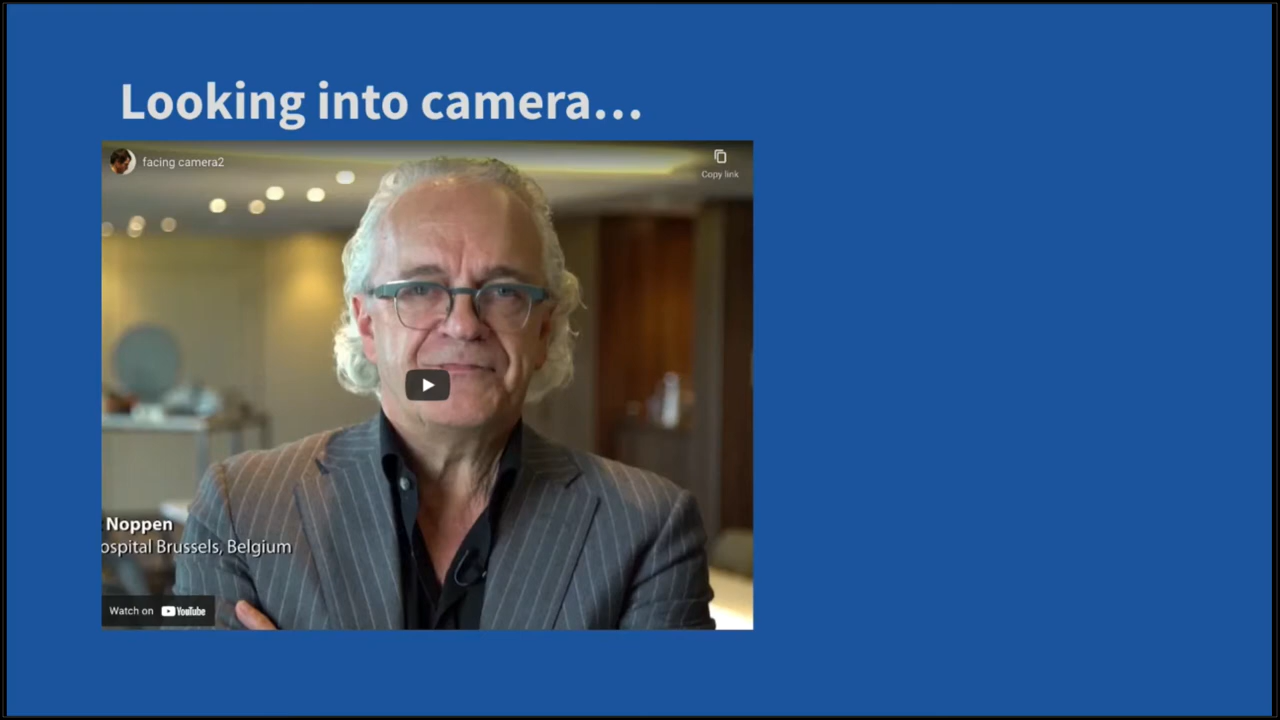 Looking into camera...
facing camera2
Copy link
Noppen
ospital Brussels, Belgium
Watch on YouTube